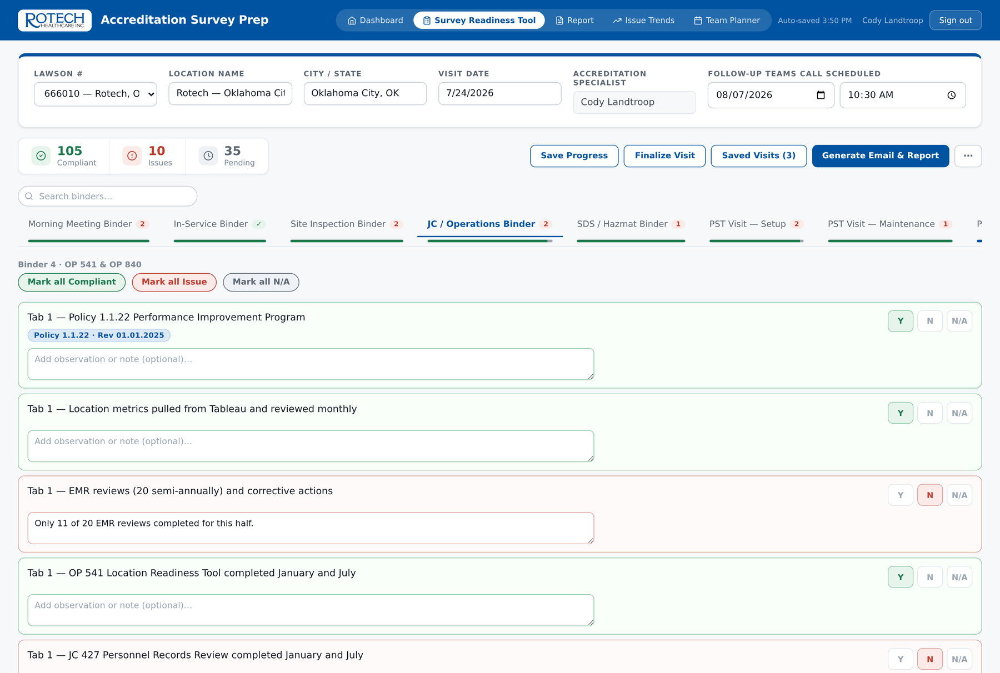 ROTECH
HEALTHCARE INC.
Accreditation Survey Prep
Dashboard
Survey Readiness Tool
Report
Issue Trends
Team Planner
Auto-saved 3:50 PM
Cody Landtroop
Sign out
LAWSON #
LOCATION NAME
CITY / STATE
VISIT DATE
ACCREDITATION
SPECIALIST
FOLLOW-UP TEAMS CALL SCHEDULED
666010 — Rotech, O
Rotech — Oklahoma Cit
Oklahoma City, OK
7/24/2026
Cody Landtroop
08/07/2026
10:30 AM
105
Compliant
10
Issues
35
Pending
Save Progress
Finalize Visit
Saved Visits (3)
Generate Email & Report
...
Search binders...
Morning Meeting Binder 2
In-Service Binder ✓
Site Inspection Binder 2
JC / Operations Binder 2
SDS / Hazmat Binder 1
PST Visit — Setup 2
PST Visit — Maintenance 1
Binder 4 · OP 541 & OP 840
Mark all Compliant
Mark all Issue
Mark all N/A
Tab 1 — Policy 1.1.22 Performance Improvement Program
Y N N/A
Policy 1.1.22 · Rev 01.01.2025
Add observation or note (optional)...
Tab 1 — Location metrics pulled from Tableau and reviewed monthly
Y N N/A
Add observation or note (optional)...
Tab 1 — EMR reviews (20 semi-annually) and corrective actions
Y N N/A
Only 11 of 20 EMR reviews completed for this half.
Tab 1 — OP 541 Location Readiness Tool completed January and July
Y N N/A
Add observation or note (optional)...
Tab 1 — JC 427 Personnel Records Review completed January and July
Y N N/A